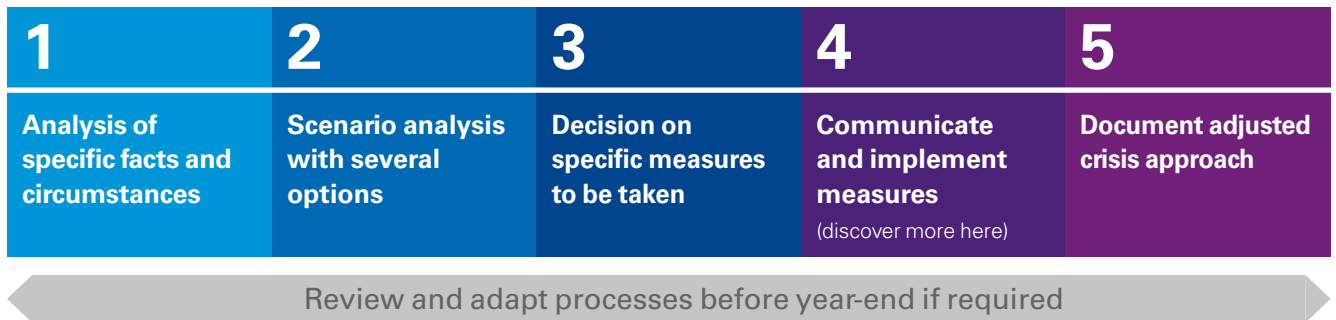 1
Analysis of
specific facts and
circumstances
2
Scenario analysis
with several
options
3
Decision on
specific measures
to be taken
4
Communicate
and implement
measures
(discover more here)
5
Document adjusted
crisis approach
Review and adapt processes before year-end if required